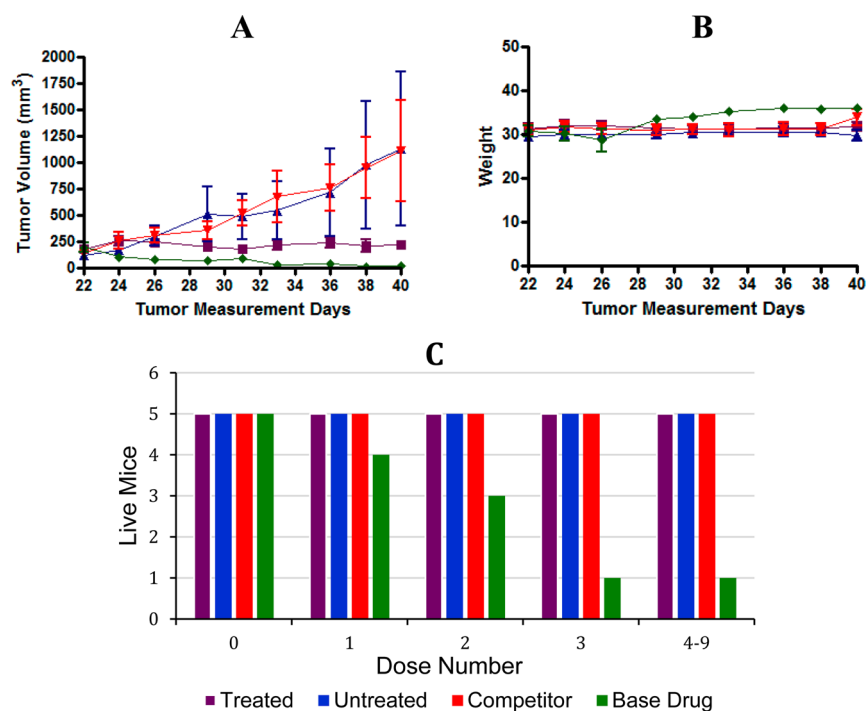 A
Tumor Volume (mm³)
2000
1750
1500
1250
1000
750
500
250
0
22 24 26 28 30 32 34 36 38 40
Tumor Measurement Days
B
Weight
50
40
30
20
10
0
22 24 26 28 30 32 34 36 38 40
Tumor Measurement Days
C
Live Mice
6
5
4
3
2
1
0
0 1 2 3 4-9
Dose Number
Treated Untreated Competitor Base Drug